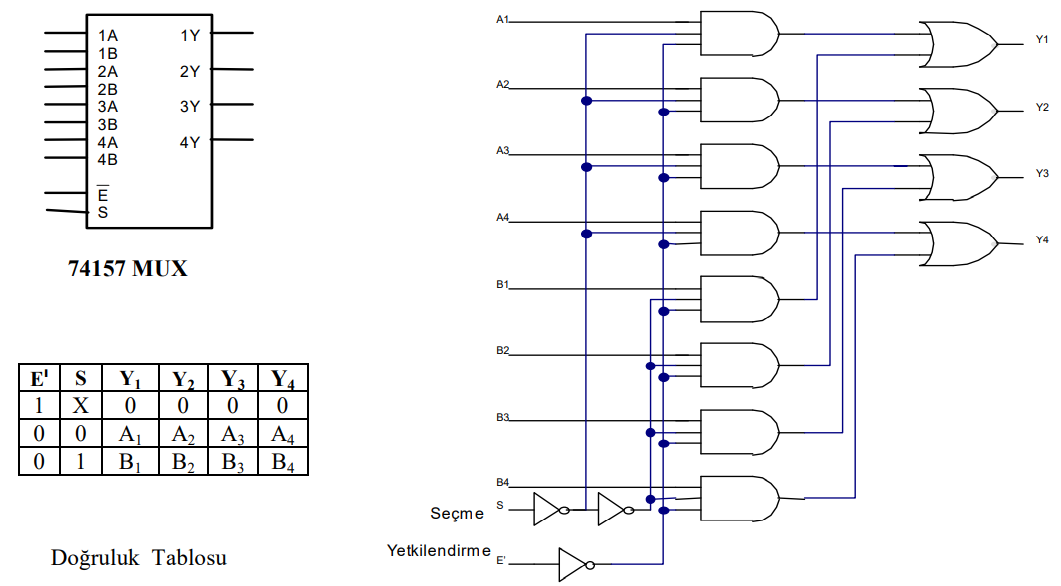 1A 1Y
1B
2A 2Y
2B
3A 3Y
3B
4A 4Y
4B
E̅
S
74157 MUX
E' S Y₁ Y₂ Y₃ Y₄
1 X 0 0 0 0
0 0 A₁ A₂ A₃ A₄
0 1 B₁ B₂ B₃ B₄
Doğruluk Tablosu
A1
A2
A3
A4
B1
B2
B3
B4
Seçme S
Yetkilendirme E'
Y1
Y2
Y3
Y4